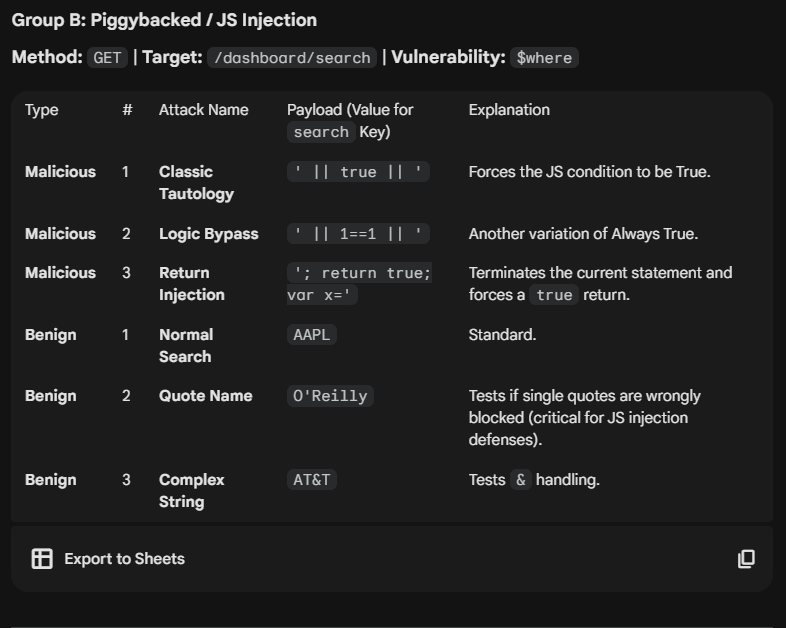 Group B: Piggybacked / JS Injection
Method: GET | Target: /dashboard/search | Vulnerability: $where
Type # Attack Name Payload (Value for search Key) Explanation
Malicious 1 Classic Tautology ' || true || ' Forces the JS condition to be True.
Malicious 2 Logic Bypass ' || 1==1 || ' Another variation of Always True.
Malicious 3 Return Injection '; return true; var x=' Terminates the current statement and forces a true return.
Benign 1 Normal Search AAPL Standard.
Benign 2 Quote Name O'Reilly Tests if single quotes are wrongly blocked (critical for JS injection defenses).
Benign 3 Complex String AT&T Tests & handling.
Export to Sheets